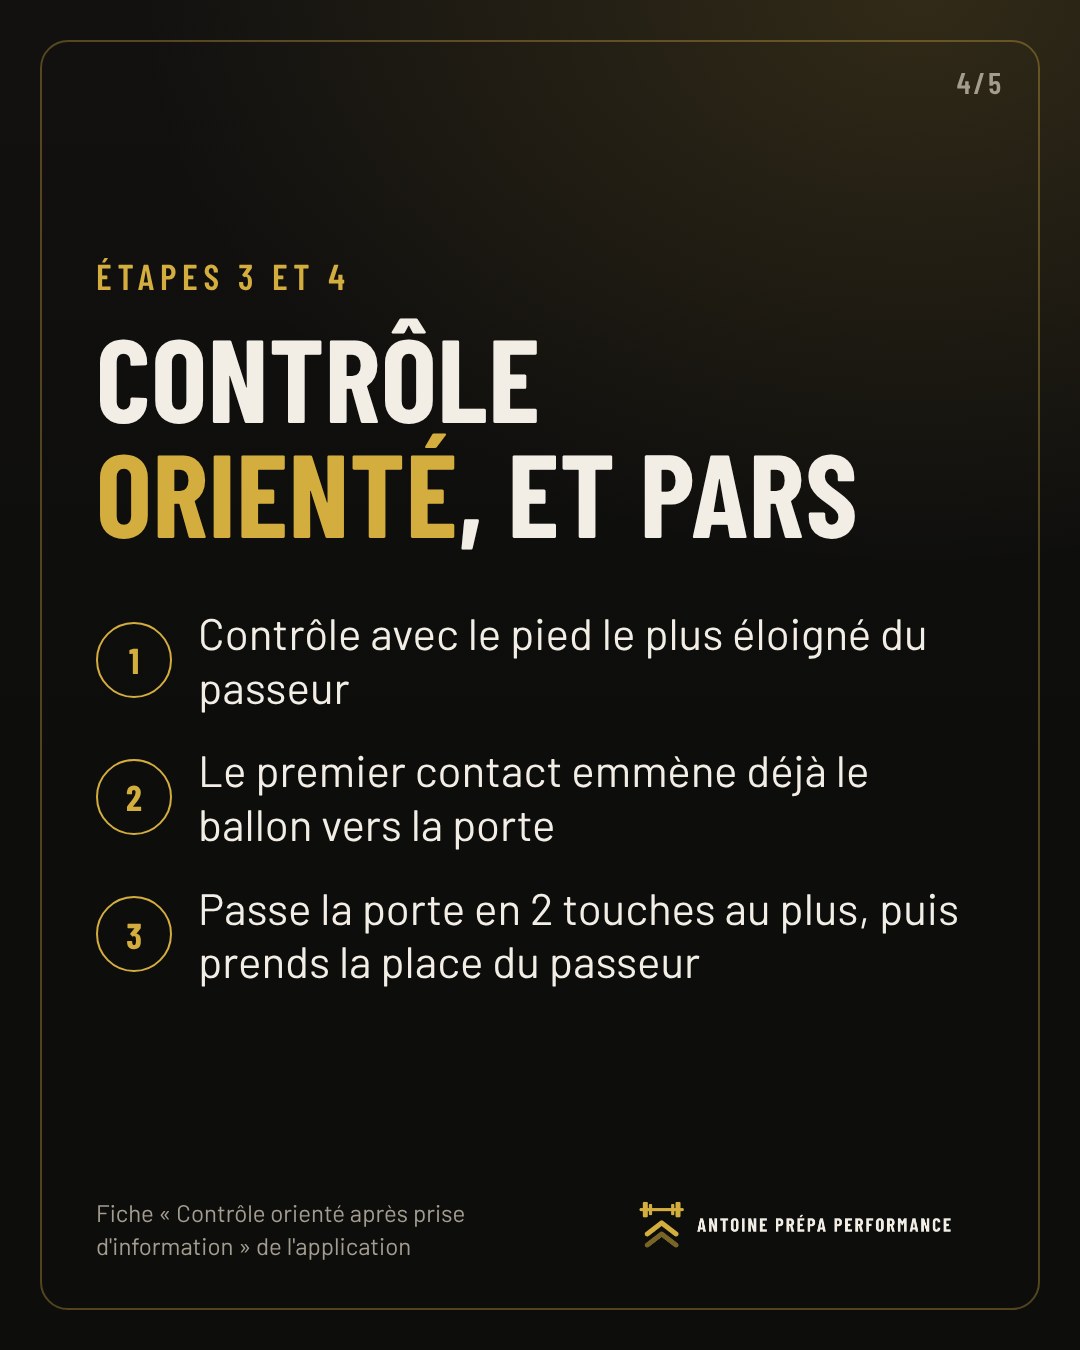 4/5
ÉTAPES 3 ET 4
CONTRÔLE
ORIENTÉ, ET PARS
1
Contrôle avec le pied le plus éloigné du
passeur
2
Le premier contact emmène déjà le
ballon vers la porte
3
Passe la porte en 2 touches au plus, puis
prends la place du passeur
Fiche « Contrôle orienté après prise
d'information » de l'application
ANTOINE PRÉPA PERFORMANCE